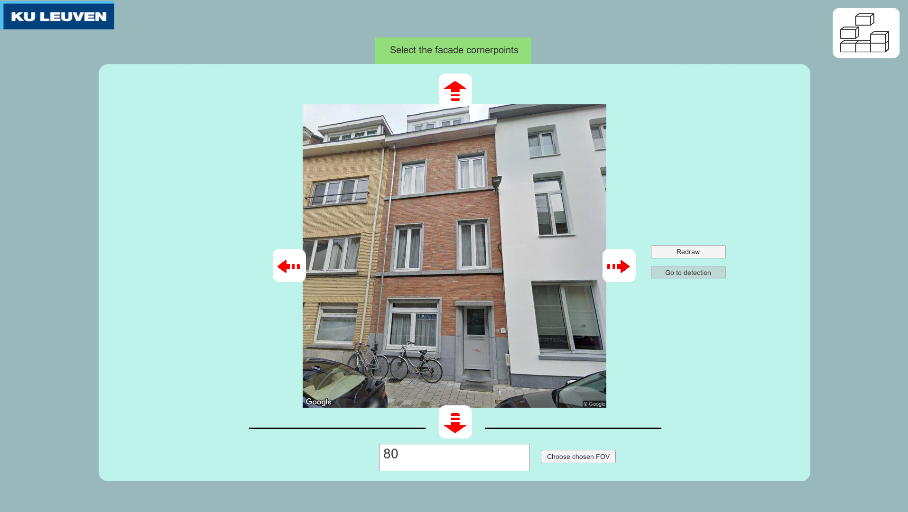 KU LEUVEN
Select the facade cornerpoints
Redraw
Go to detection
Google
© Google
80
Choose chosen FOV